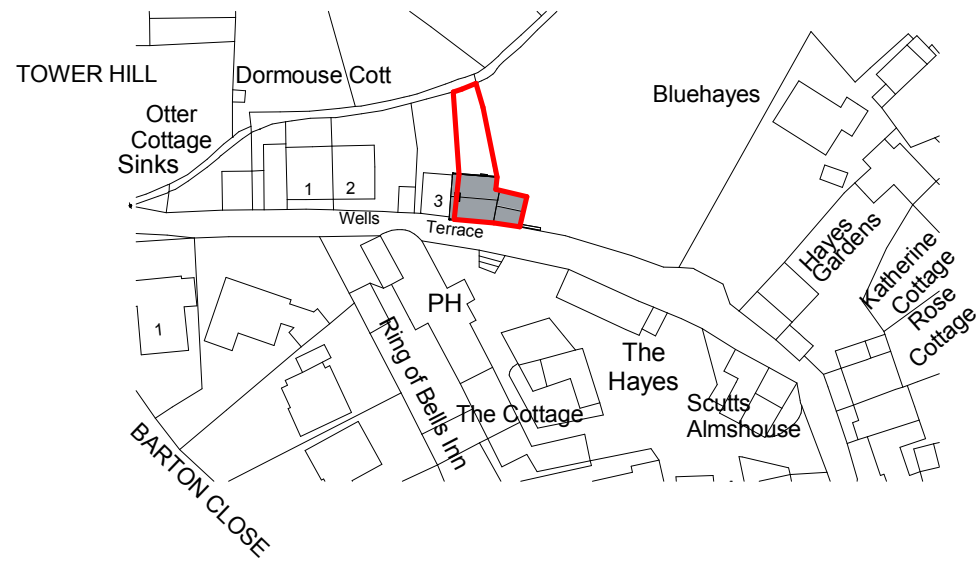 TOWER HILL
Dormouse Cott
Bluehayes
Otter
Cottage
Sinks
1
2
3
Wells
Terrace
Hayes
Gardens
Katherine
Cottage
Rose
Cottage
1
PH
Ring of Bells Inn
The Cottage
The
Hayes
Scutts
Almshouse
BARTON CLOSE